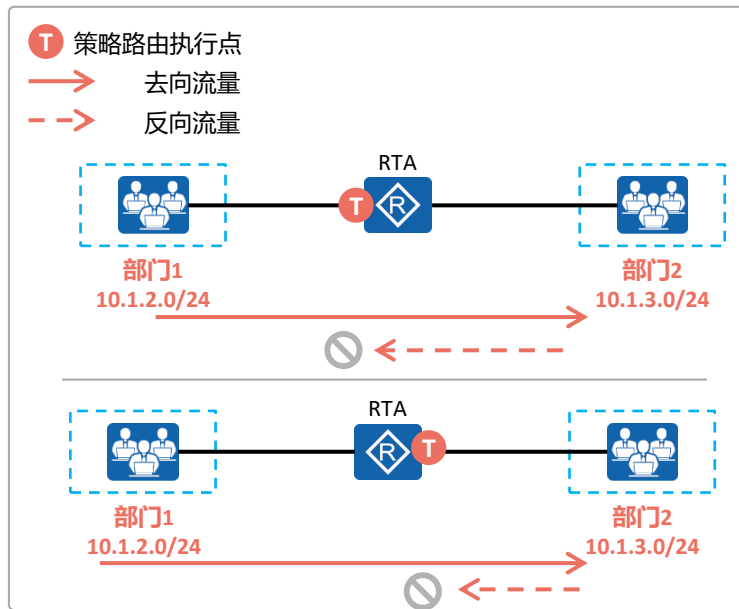 T 策略路由执行点
去向流量
反向流量
RTA
T R
部门1
10.1.2.0/24
部门2
10.1.3.0/24
RTA
R T
部门1
10.1.2.0/24
部门2
10.1.3.0/24